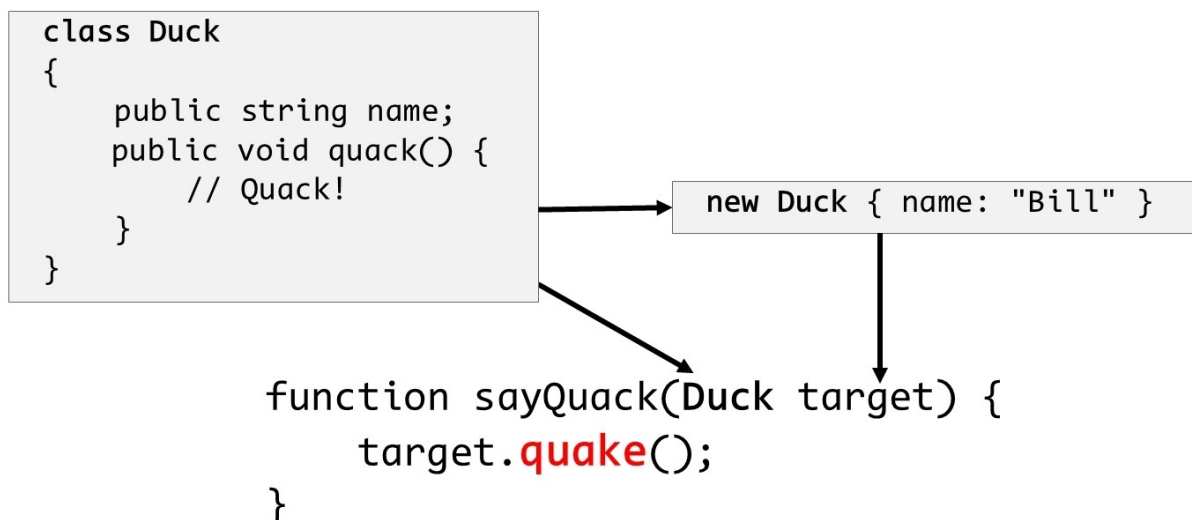 class Duck
{
    public string name;
    public void quack() {
        // Quack!
    }
}
new Duck { name: "Bill" }
function sayQuack(Duck target) {
    target.quake();
}